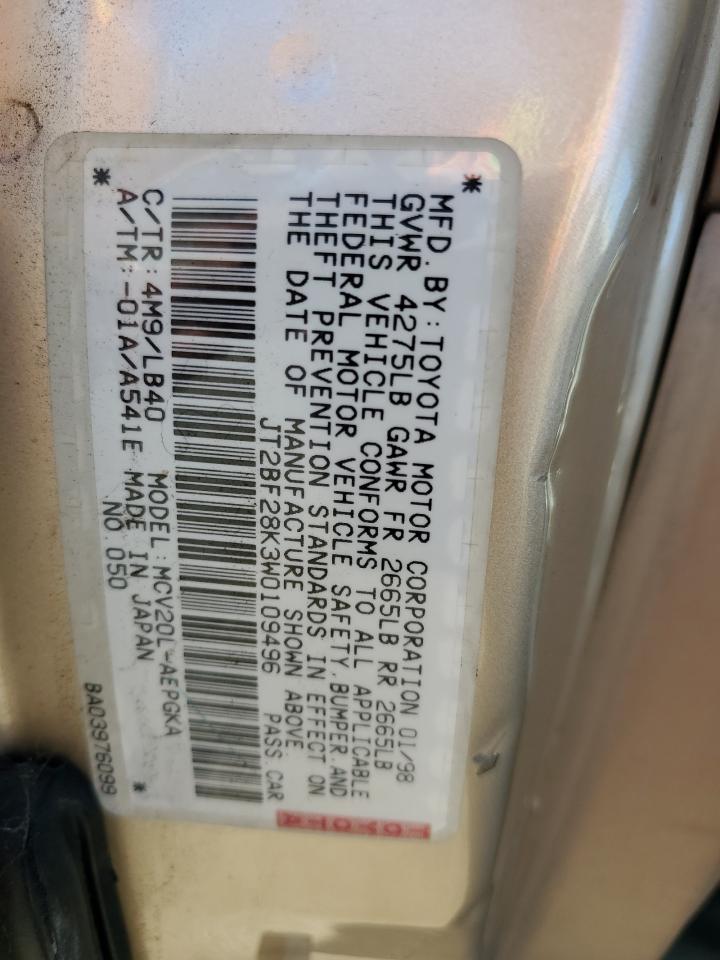 MFD. BY: TOYOTA MOTOR CORPORATION 01/98
GVWR 4275LB GAWR FR 2665LB RR 2665LB
THIS VEHICLE CONFORMS TO ALL APPLICABLE
FEDERAL MOTOR VEHICLE SAFETY, BUMPER, AND
THEFT PREVENTION STANDARDS IN EFFECT ON
THE DATE OF MANUFACTURE SHOWN ABOVE.
JT2BF28K3W0109496 PASS. CAR
C/TR: 4M9/LB40 MODEL: MCV20L-AEPGKA
A/TM: -01A/A541E MADE IN JAPAN
NO. 050
BA03976099
TOYOTA